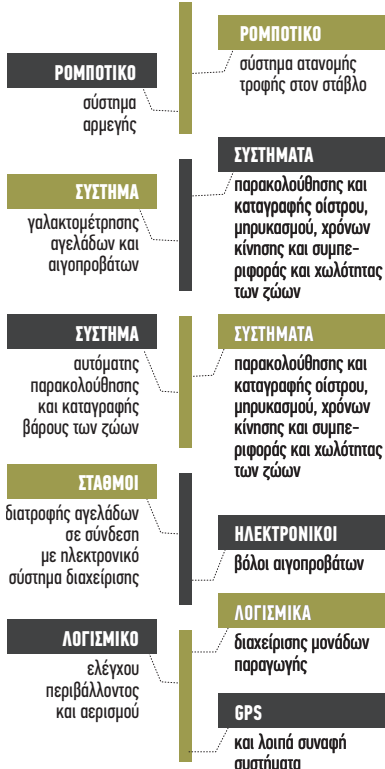 ΡΟΜΠΟΤΙΚΟ
σύστημα ατανομής
τροφής στον στάβλο
ΡΟΜΠΟΤΙΚΟ
σύστημα
αρμεγής
ΣΥΣΤΗΜΑΤΑ
παρακολούθησης και
καταγραφής οίστρου,
μηρυκασμού, χρόνων
κίνησης και συμπε-
ριφοράς και χωλότητας
των ζώων
ΣΥΣΤΗΜΑ
γαλακτομέτρησης
αγελάδων και
αιγοπροβάτων
ΣΥΣΤΗΜΑ
αυτόματης
παρακολούθησης
και καταγραφής
βάρους των ζώων
ΣΥΣΤΗΜΑΤΑ
παρακολούθησης και
καταγραφής οίστρου,
μηρυκασμού, χρόνων
κίνησης και συμπε-
ριφοράς και χωλότητας
των ζώων
ΣΤΑΘΜΟΙ
διατροφής αγελάδων
σε σύνδεση
με ηλεκτρονικό
σύστημα διαχείρισης
ΗΛΕΚΤΡΟΝΙΚΟΙ
βόλοι αιγοπροβάτων
ΛΟΓΙΣΜΙΚΑ
διαχείρισης μονάδων
παραγωγής
ΛΟΓΙΣΜΙΚΟ
ελέγχου
περιβάλλοντος
και αερισμού
GPS
και λοιπά συναφή
συστήματα